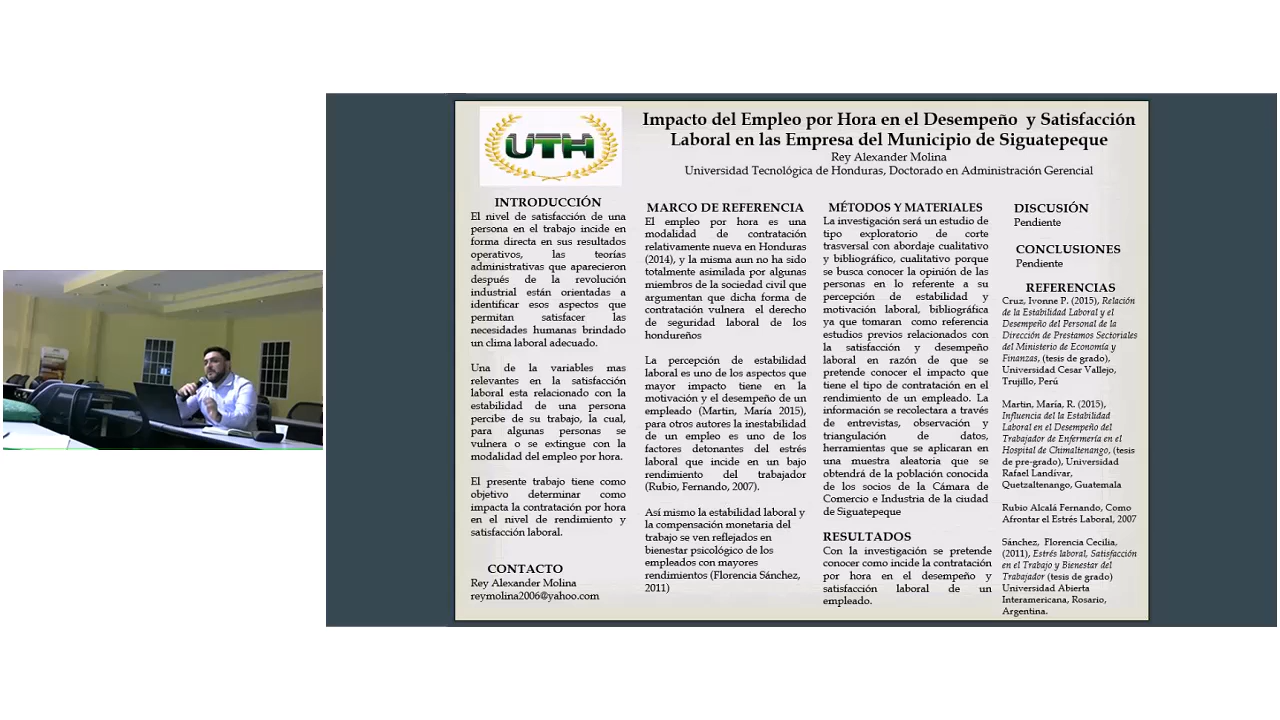 UTH
Impacto del Empleo por Hora en el Desempeño y Satisfacción
Laboral en las Empresa del Municipio de Siguatepeque
Rey Alexander Molina
Universidad Tecnológica de Honduras, Doctorado en Administración Gerencial
INTRODUCCIÓN
El nivel de satisfacción de una
persona en el trabajo incide en
forma directa en sus resultados
operativos, las teorías
administrativas que aparecieron
después de la revolución
industrial están orientadas a
identificar esos aspectos que
permitan satisfacer las
necesidades humanas brindado
un clima laboral adecuado.
Una de la variables mas
relevantes en la satisfacción
laboral esta relacionado con la
estabilidad de una persona
percibe de su trabajo, la cual,
para algunas personas se
vulnera o se extingue con la
modalidad del empleo por hora.
El presente trabajo tiene como
objetivo determinar como
impacta la contratación por hora
en el nivel de rendimiento y
satisfacción laboral.
CONTACTO
Rey Alexander Molina
reymolina2006@yahoo.com
MARCO DE REFERENCIA
El empleo por hora es una
modalidad de contratación
relativamente nueva en Honduras
(2014), y la misma aun no ha sido
totalmente asimilada por algunas
miembros de la sociedad civil que
argumentan que dicha forma de
contratación vulnera el derecho
de seguridad laboral de los
hondureños
La percepción de estabilidad
laboral es uno de los aspectos que
mayor impacto tiene en la
motivación y el desempeño de un
empleado (Martin, María 2015),
para otros autores la inestabilidad
de un empleo es uno de los
factores detonantes del estrés
laboral que incide en un bajo
rendimiento del trabajador
(Rubio, Fernando, 2007).
Así mismo la estabilidad laboral y
la compensación monetaria del
trabajo se ven reflejados en
bienestar psicológico de los
empleados con mayores
rendimientos (Florencia Sánchez,
2011)
MÉTODOS Y MATERIALES
La investigación será un estudio de
tipo exploratorio de corte
trasversal con abordaje cualitativo
y bibliográfico, cualitativo porque
se busca conocer la opinión de las
personas en lo referente a su
percepción de estabilidad y
motivación laboral, bibliográfica
ya que tomaran como referencia
estudios previos relacionados con
la satisfacción y desempeño
laboral en razón de que se
pretende conocer el impacto que
tiene el tipo de contratación en el
rendimiento de un empleado. La
información se recolectara a través
de entrevistas, observación y
triangulación de datos,
herramientas que se aplicaran en
una muestra aleatoria que se
obtendrá de la población conocida
de los socios de la Cámara de
Comercio e Industria de la ciudad
de Siguatepeque
RESULTADOS
Con la investigación se pretende
conocer como incide la contratación
por hora en el desempeño y
satisfacción laboral de un
empleado.
DISCUSIÓN
Pendiente
CONCLUSIONES
Pendiente
REFERENCIAS
Cruz, Ivonne P. (2015), Relación
de la Estabilidad Laboral y el
Desempeño del Personal de la
Dirección de Prestamos Sectoriales
del Ministerio de Economía y
Finanzas, (tesis de grado),
Universidad Cesar Vallejo,
Trujillo, Perú
Martin, María, R. (2015),
Influencia del la Estabilidad
Laboral en el Desempeño del
Trabajador de Enfermería en el
Hospital de Chimaltenango, (tesis
de pre-grado), Universidad
Rafael Landívar,
Quetzaltenango, Guatemala
Rubio Alcalá Fernando, Como
Afrontar el Estrés Laboral, 2007
Sánchez, Florencia Cecilia,
(2011), Estrés laboral, Satisfacción
en el Trabajo y Bienestar del
Trabajador (tesis de grado)
Universidad Abierta
Interamericana, Rosario,
Argentina.